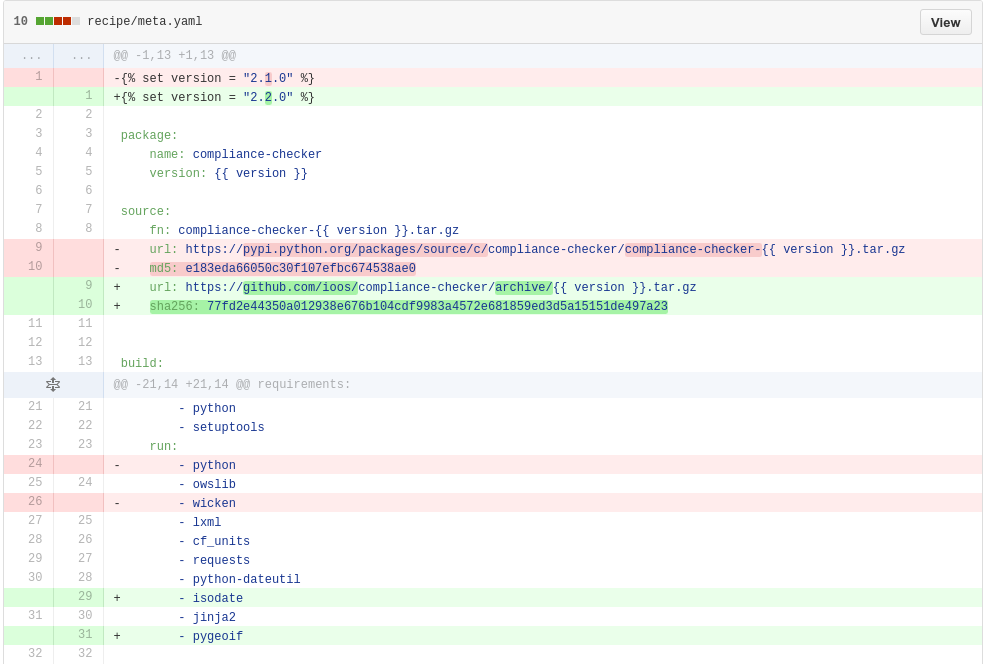 10 recipe/meta.yaml View
... ... @@ -1,13 +1,13 @@
1 -{% set version = "2.1.0" %}
1 +{% set version = "2.2.0" %}
2 2
3 3 package:
4 4 name: compliance-checker
5 5 version: {{ version }}
6 6
7 7 source:
8 8 fn: compliance-checker-{{ version }}.tar.gz
9 - url: https://pypi.python.org/packages/source/c/compliance-checker/compliance-checker-{{ version }}.tar.gz
10 - md5: e183eda66050c30f107efbc674538ae0
9 + url: https://github.com/ioos/compliance-checker/archive/{{ version }}.tar.gz
10 + sha256: 77fd2e44350a012938e676b104cdf9983a4572e681859ed3d5a15151de497a23
11 11
12 12
13 13 build:
@@ -21,14 +21,14 @@ requirements:
21 21 - python
22 22 - setuptools
23 23 run:
24 - - python
25 24 - owslib
26 - - wicken
27 25 - lxml
28 26 - cf_units
29 27 - requests
30 28 - python-dateutil
29 + - isodate
31 30 - jinja2
31 + - pygeoif
32 32